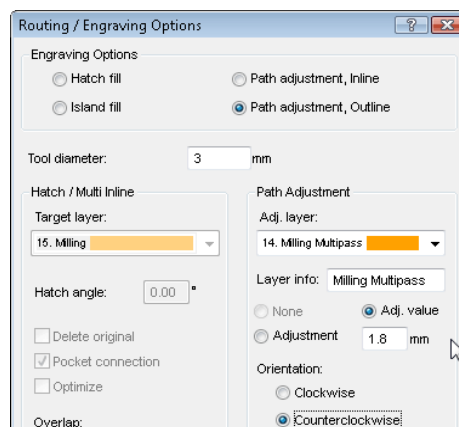 Routing / Engraving Options
Engraving Options
Hatch fill
Path adjustment, Inline
Island fill
Path adjustment, Outline
Tool diameter: 3 mm
Hatch / Multi Inline
Target layer:
15. Milling
Hatch angle: 0.00 °
Delete original
Pocket connection
Optimize
Overlap:
Path Adjustment
Adj. layer:
14. Milling Multipass
Layer info: Milling Multipass
None
Adj. value
Adjustment 1.8 mm
Orientation:
Clockwise
Counterclockwise